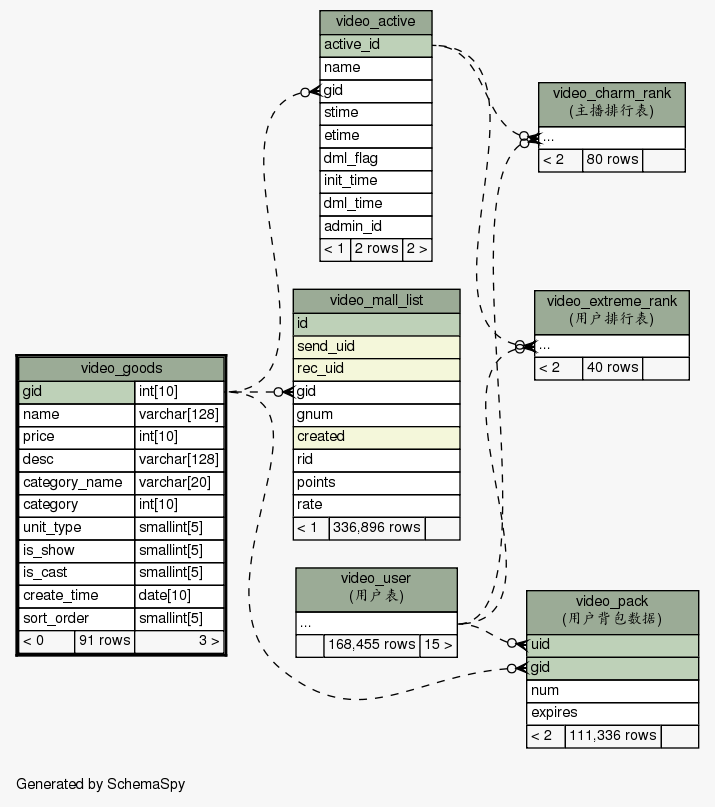 video_active
active_id
name
gid
stime
etime
dml_flag
init_time
dml_time
admin_id
< 1 2 rows 2 >
video_charm_rank
(主播排行表)
...
< 2 80 rows
video_mall_list
id
send_uid
rec_uid
gid
gnum
created
rid
points
rate
< 1 336,896 rows
video_extreme_rank
(用户排行表)
...
< 2 40 rows
video_goods
gid int[10]
name varchar[128]
price int[10]
desc varchar[128]
category_name varchar[20]
category int[10]
unit_type smallint[5]
is_show smallint[5]
is_cast smallint[5]
create_time date[10]
sort_order smallint[5]
< 0 91 rows 3 >
video_user
(用户表)
...
168,455 rows 15 >
video_pack
(用户背包数据)
uid
gid
num
expires
< 2 111,336 rows
Generated by SchemaSpy